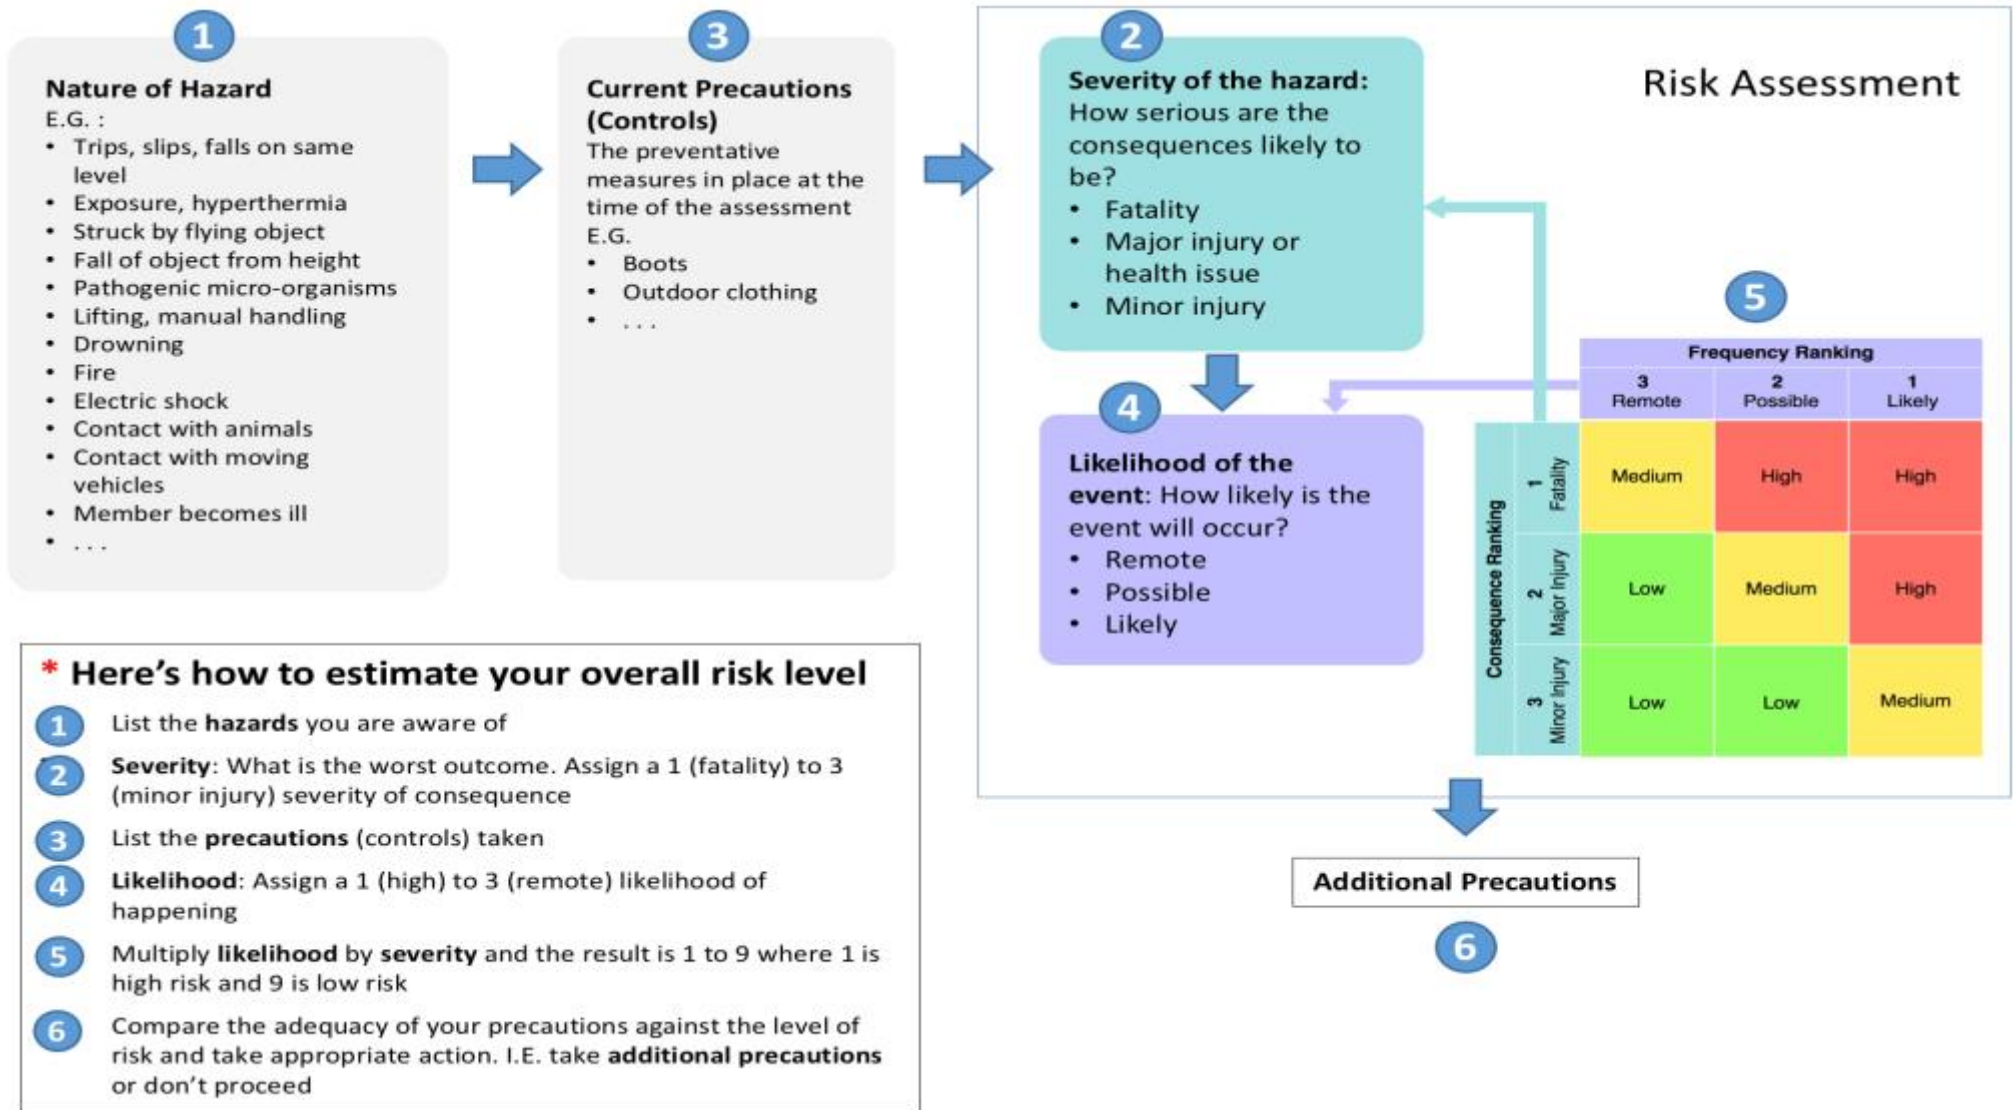 1
Nature of Hazard
E.G. :
• Trips, slips, falls on same
level
• Exposure, hyperthermia
• Struck by flying object
• Fall of object from height
• Pathogenic micro-organisms
• Lifting, manual handling
• Drowning
• Fire
• Electric shock
• Contact with animals
• Contact with moving
vehicles
• Member becomes ill
• . . .
3
Current Precautions
(Controls)
The preventative
measures in place at the
time of the assessment
E.G.
• Boots
• Outdoor clothing
• . . .
Risk Assessment
2
Severity of the hazard:
How serious are the
consequences likely to
be?
• Fatality
• Major injury or
health issue
• Minor injury
4
Likelihood of the
event: How likely is the
event will occur?
• Remote
• Possible
• Likely
5
Frequency Ranking
3 2 1
Remote Possible Likely
Consequence Ranking
1
Fatality
Medium High High
2
Major Injury
Low Medium High
3
Minor Injury
Low Low Medium
Additional Precautions
6
* Here's how to estimate your overall risk level
1 List the hazards you are aware of
2 Severity: What is the worst outcome. Assign a 1 (fatality) to 3
(minor injury) severity of consequence
3 List the precautions (controls) taken
4 Likelihood: Assign a 1 (high) to 3 (remote) likelihood of
happening
5 Multiply likelihood by severity and the result is 1 to 9 where 1 is
high risk and 9 is low risk
6 Compare the adequacy of your precautions against the level of
risk and take appropriate action. I.E. take additional precautions
or don't proceed